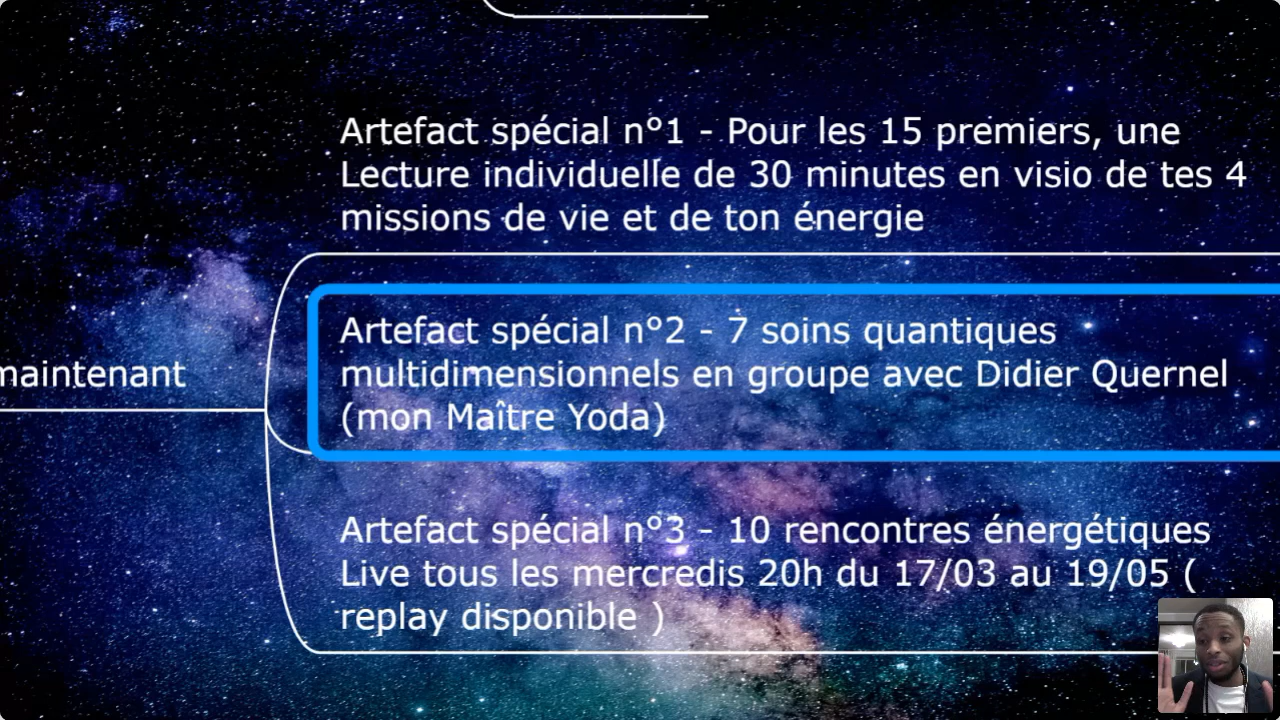 Artefact spécial n°1 - Pour les 15 premiers, une
Lecture individuelle de 30 minutes en visio de tes 4
missions de vie et de ton énergie
maintenant
Artefact spécial n°2 - 7 soins quantiques
multidimensionnels en groupe avec Didier Quernel
(mon Maître Yoda)
Artefact spécial n°3 - 10 rencontres énergétiques
Live tous les mercredis 20h du 17/03 au 19/05 (
replay disponible )